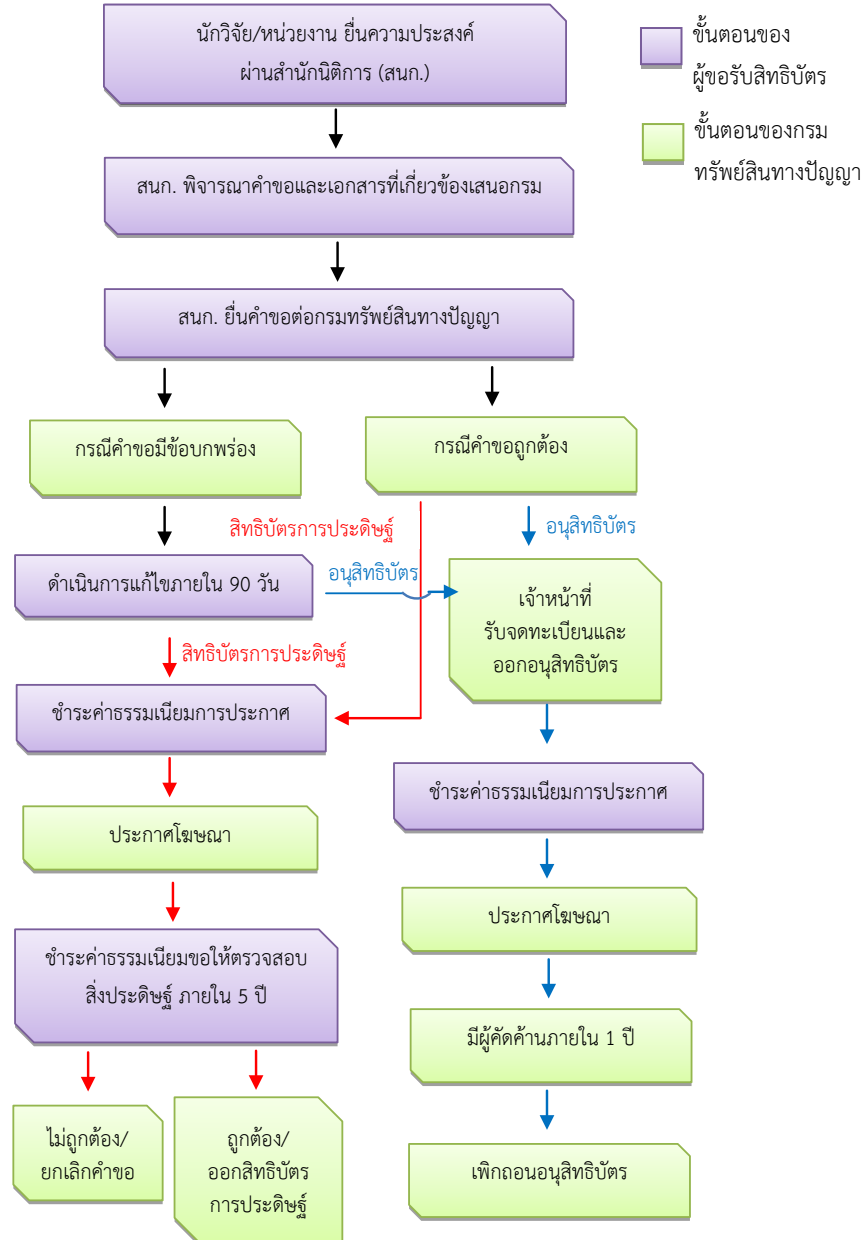 นักวิจัย/หน่วยงาน ยื่นความประสงค์
ผ่านสำนักนิติการ (สนก.)
ขั้นตอนของ
ผู้ขอรับสิทธิบัตร
ขั้นตอนของกรม
ทรัพย์สินทางปัญญา
สนก. พิจารณาคำขอและเอกสารที่เกี่ยวข้องเสนอกรม
สนก. ยื่นคำขอต่อกรมทรัพย์สินทางปัญญา
กรณีคำขอมีข้อบกพร่อง
กรณีคำขอถูกต้อง
สิทธิบัตรการประดิษฐ์
อนุสิทธิบัตร
ดำเนินการแก้ไขภายใน 90 วัน
อนุสิทธิบัตร
เจ้าหน้าที่
รับจดทะเบียนและ
ออกอนุสิทธิบัตร
สิทธิบัตรการประดิษฐ์
ชำระค่าธรรมเนียมการประกาศ
ชำระค่าธรรมเนียมการประกาศ
ประกาศโฆษณา
ประกาศโฆษณา
ชำระค่าธรรมเนียมขอให้ตรวจสอบ
สิ่งประดิษฐ์ ภายใน 5 ปี
มีผู้คัดค้านภายใน 1 ปี
ไม่ถูกต้อง/
ยกเลิกคำขอ
ถูกต้อง/
ออกสิทธิบัตร
การประดิษฐ์
เพิกถอนอนุสิทธิบัตร